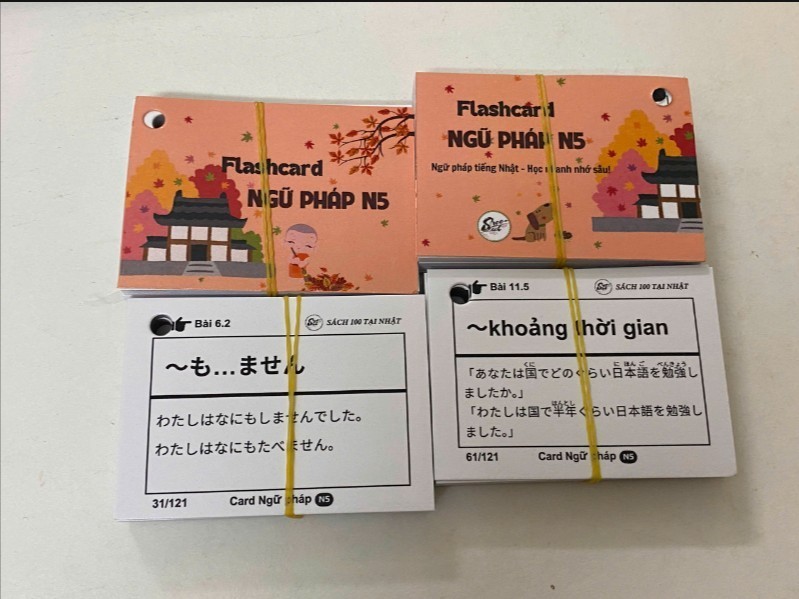 Flashcard
NGỮ PHÁP N5
Flashcard
NGỮ PHÁP N5
Ngữ pháp tiếng Nhật - Học nhanh nhớ sâu!
Bài 6.2
SÁCH 100 TẠI NHẬT
～も…ません
わたしはなにもしませんでした。
わたしはなにもたべません。
31/121
Card Ngữ pháp N5
Bài 11.5
SÁCH 100 TẠI NHẬT
～khoảng thời gian
「あなたは国でどのくらい日本語を勉強し
ましたか。」
「わたしは国で半年くらい日本語を勉強し
ました。」
61/121
Card Ngữ pháp N5